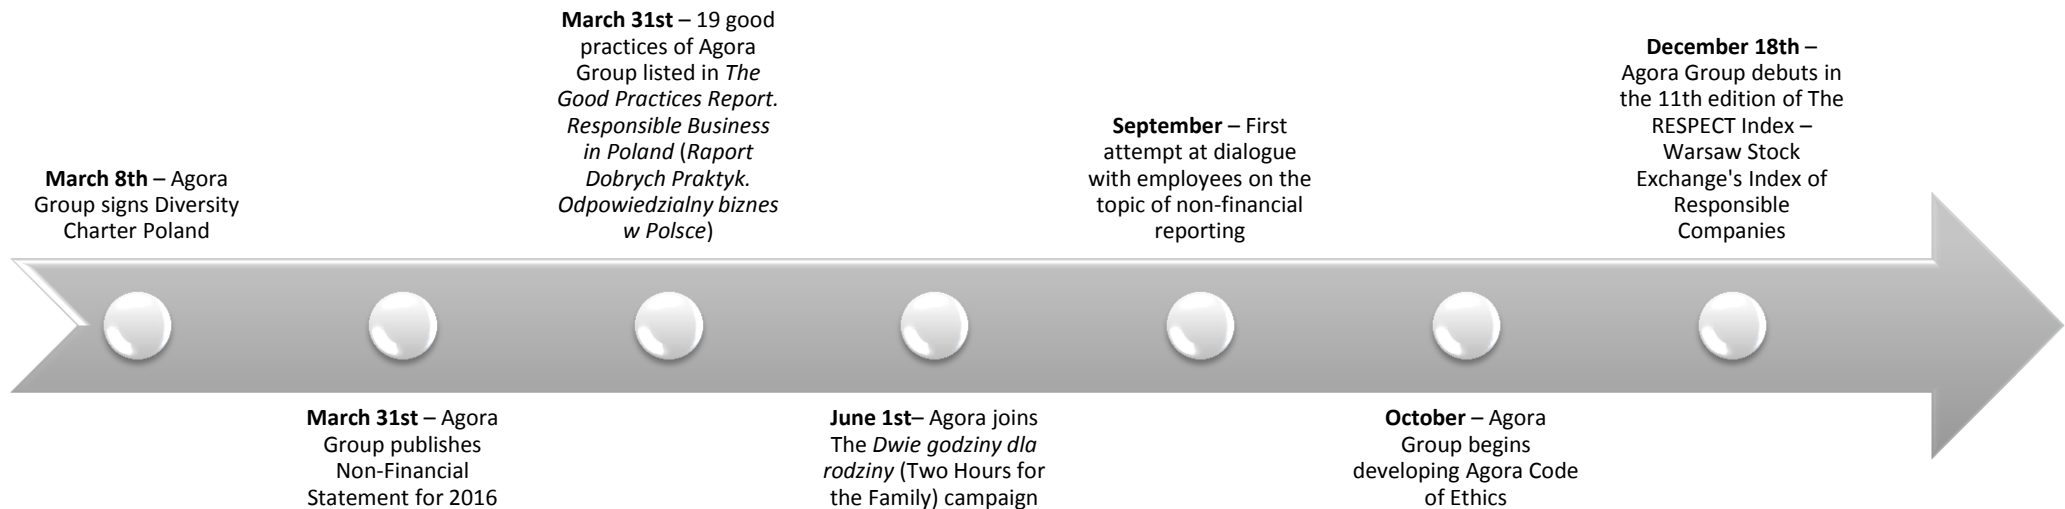 March 8th – Agora
Group signs Diversity
Charter Poland
March 31st – Agora
Group publishes
Non-Financial
Statement for 2016
March 31st – 19 good
practices of Agora
Group listed in The
Good Practices Report.
Responsible Business
in Poland (Raport
Dobrych Praktyk.
Odpowiedzialny biznes
w Polsce)
June 1st– Agora joins
The Dwie godziny dla
rodziny (Two Hours for
the Family) campaign
September – First
attempt at dialogue
with employees on the
topic of non-financial
reporting
October – Agora
Group begins
developing Agora Code
of Ethics
December 18th –
Agora Group debuts in
the 11th edition of The
RESPECT Index –
Warsaw Stock
Exchange's Index of
Responsible
Companies